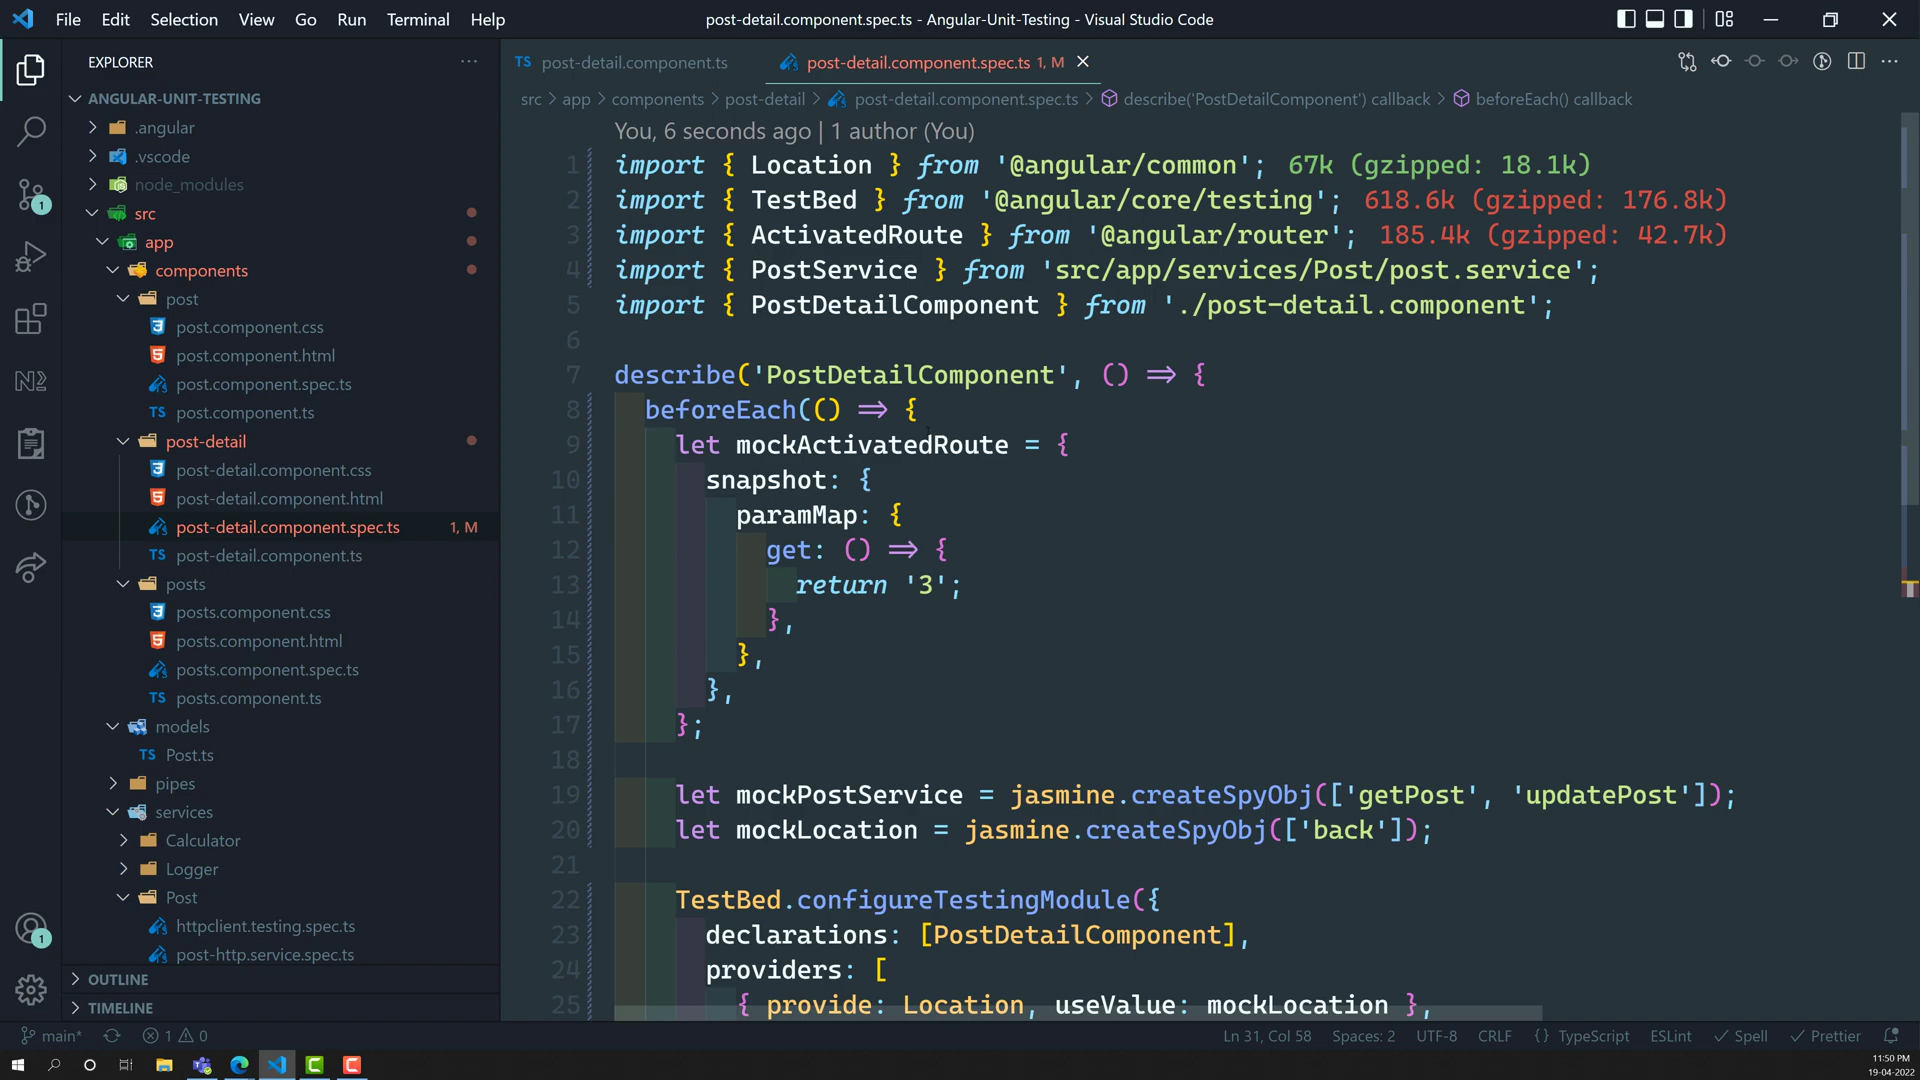 File Edit Selection View Go Run Terminal Help
post-detail.component.spec.ts - Angular-Unit-Testing - Visual Studio Code
EXPLORER
ANGULAR-UNIT-TESTING
.angular
.vscode
node_modules
src
app
components
post
post.component.css
post.component.html
post.component.spec.ts
TS post.component.ts
post-detail
post-detail.component.css
post-detail.component.html
post-detail.component.spec.ts 1, M
TS post-detail.component.ts
posts
posts.component.css
posts.component.html
posts.component.spec.ts
TS posts.component.ts
models
TS Post.ts
pipes
services
Calculator
Logger
Post
httpclient.testing.spec.ts
post-http.service.spec.ts
OUTLINE
TIMELINE
1
1
TS post-detail.component.ts
post-detail.component.spec.ts 1, M
src > app > components > post-detail > post-detail.component.spec.ts > describe('PostDetailComponent') callback > beforeEach() callback
You, 6 seconds ago | 1 author (You)
1 import { Location } from '@angular/common'; 67k (gzipped: 18.1k)
2 import { TestBed } from '@angular/core/testing'; 618.6k (gzipped: 176.8k)
3 import { ActivatedRoute } from '@angular/router'; 185.4k (gzipped: 42.7k)
4 import { PostService } from 'src/app/services/Post/post.service';
5 import { PostDetailComponent } from './post-detail.component';
6
7 describe('PostDetailComponent', () => {
8 beforeEach(() => {
9 let mockActivatedRoute = {
10 snapshot: {
11 paramMap: {
12 get: () => {
13 return '3';
14 },
15 },
16 },
17 };
18
19 let mockPostService = jasmine.createSpyObj(['getPost', 'updatePost']);
20 let mockLocation = jasmine.createSpyObj(['back']);
21
22 TestBed.configureTestingModule({
23 declarations: [PostDetailComponent],
24 providers: [
25 { provide: Location, useValue: mockLocation },
main* 1 0
Ln 31, Col 58 Spaces: 2 UTF-8 CRLF {} TypeScript ESLint Spell Prettier
11:50 PM
19-04-2022